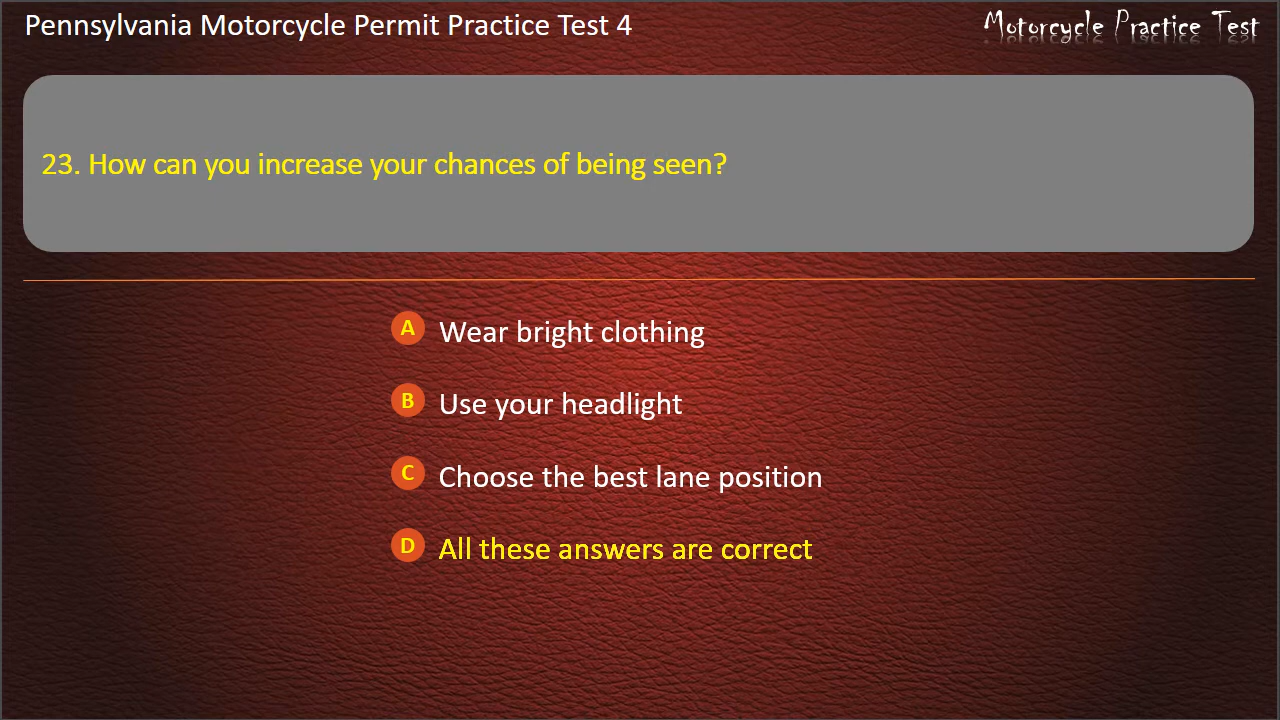 Pennsylvania Motorcycle Permit Practice Test 4
Motorcycle Practice Test
23. How can you increase your chances of being seen?
A Wear bright clothing
B Use your headlight
C Choose the best lane position
D All these answers are correct